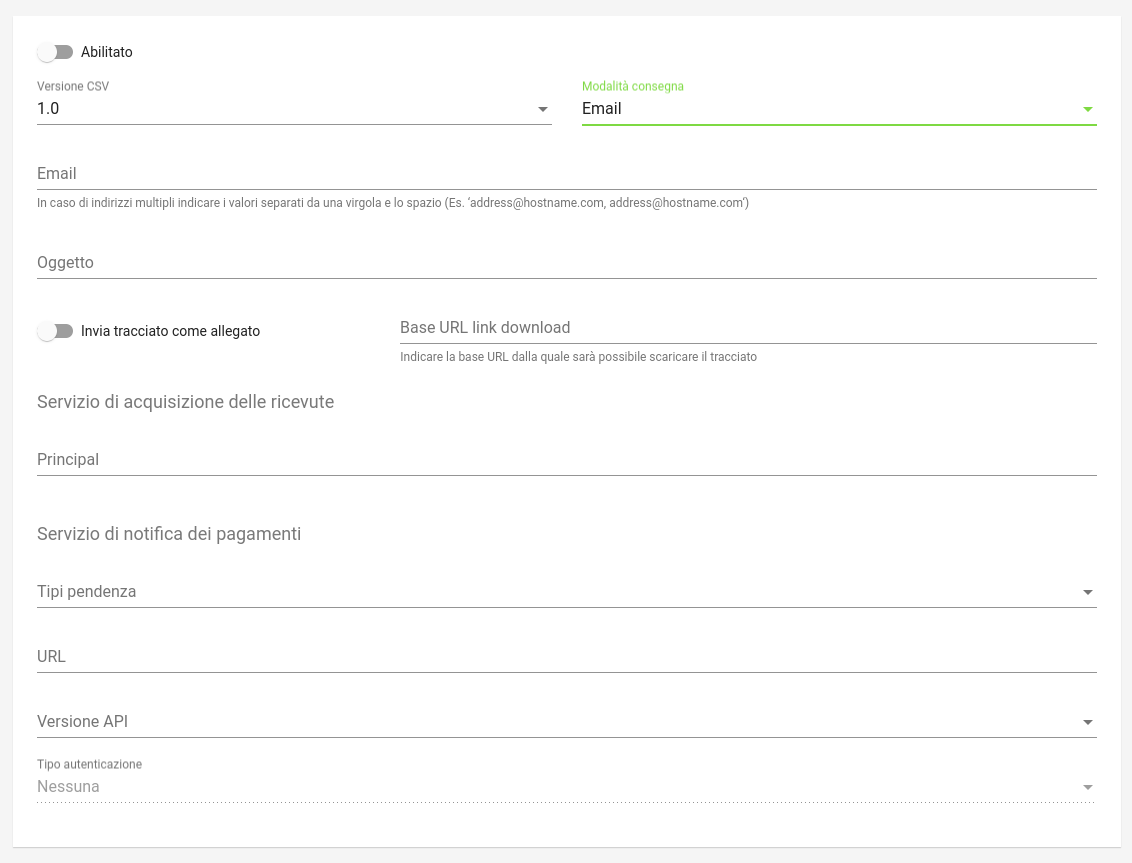 Abilitato
Versione CSV
Modalità consegna
1.0
Email
Email
In caso di indirizzi multipli indicare i valori separati da una virgola e lo spazio (Es. ‘address@hostname.com, address@hostname.com’)
Oggetto
Invia tracciato come allegato
Base URL link download
Indicare la base URL dalla quale sarà possibile scaricare il tracciato
Servizio di acquisizione delle ricevute
Principal
Servizio di notifica dei pagamenti
Tipi pendenza
URL
Versione API
Tipo autenticazione
Nessuna